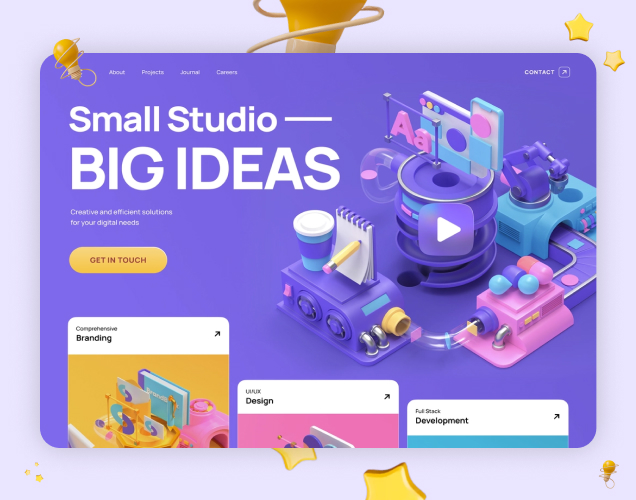 About Projects Journal Careers
CONTACT
Small Studio —
BIG IDEAS
Creative and efficient solutions
for your digital needs
GET IN TOUCH
Aa
Comprehensive
Branding
UI/UX
Design
Full Stack
Development